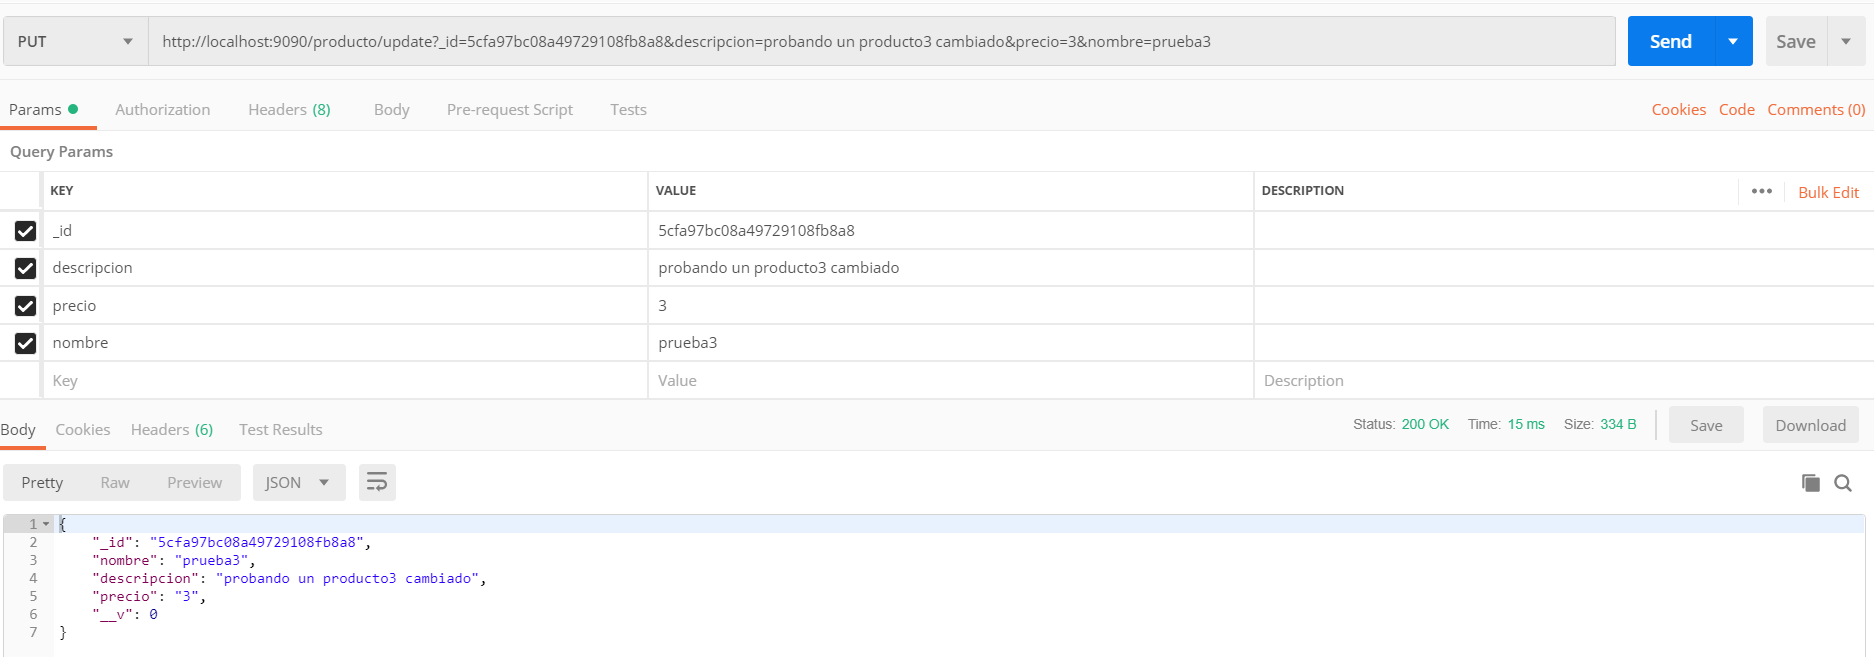 PUT http://localhost:9090/producto/update?_id=5cfa97bc08a49729108fb8a8&descripcion=probando un producto3 cambiado&precio=3&nombre=prueba3 Send Save
Params Authorization Headers (8) Body Pre-request Script Tests Cookies Code Comments (0)
Query Params
KEY VALUE DESCRIPTION ••• Bulk Edit
_id 5cfa97bc08a49729108fb8a8
descripcion probando un producto3 cambiado
precio 3
nombre prueba3
Key Value Description
Body Cookies Headers (6) Test Results Status: 200 OK Time: 15 ms Size: 334 B Save Download
Pretty Raw Preview JSON
1 {
2 "_id": "5cfa97bc08a49729108fb8a8",
3 "nombre": "prueba3",
4 "descripcion": "probando un producto3 cambiado",
5 "precio": "3",
6 "__v": 0
7 }